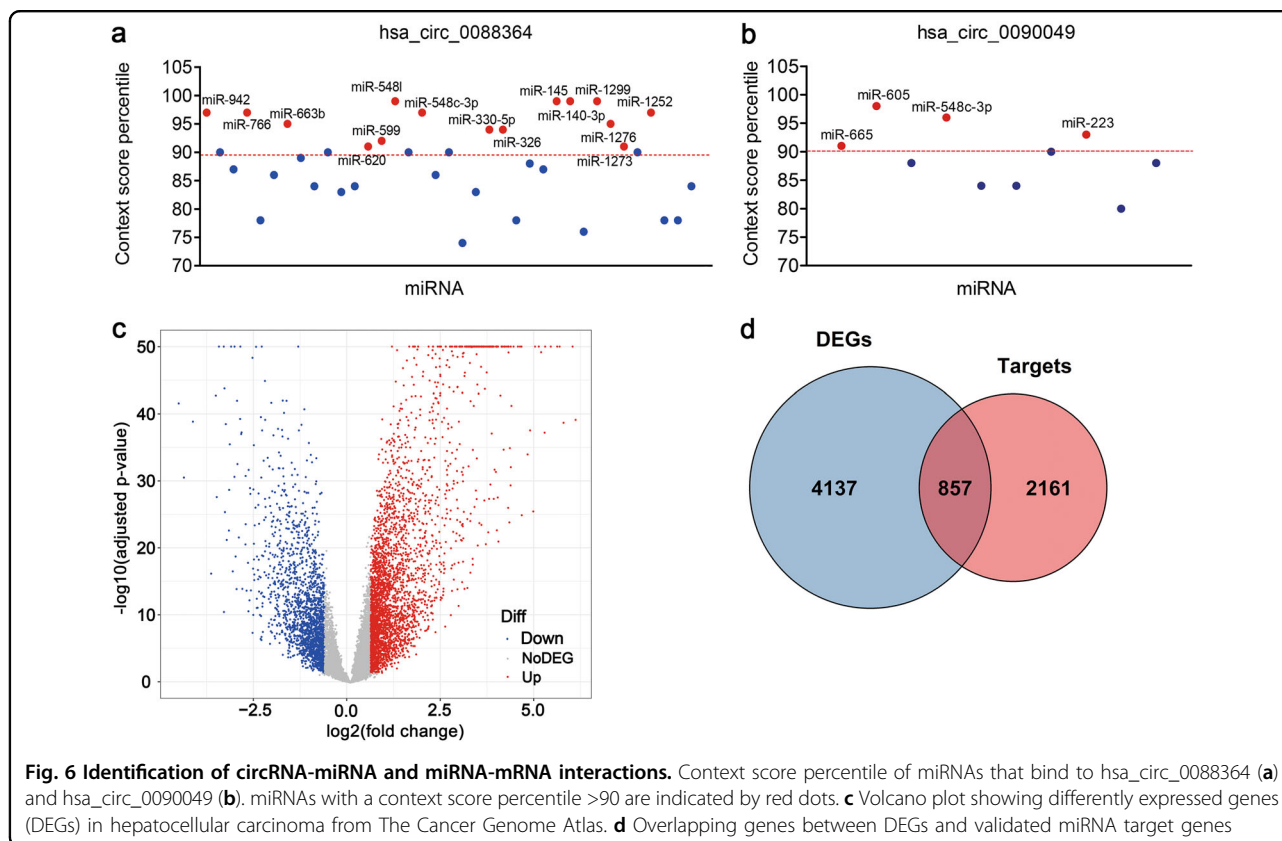 a
hsa_circ_0088364
Context score percentile
105
100
95
90
85
80
75
70
miR-942
miR-766
miR-663b
miR-548l
miR-548c-3p
miR-599
miR-620
miR-330-5p
miR-326
miR-145
miR-140-3p
miR-1299
miR-1252
miR-1276
miR-1273
miRNA
b
hsa_circ_0090049
Context score percentile
105
100
95
90
85
80
75
70
miR-605
miR-548c-3p
miR-665
miR-223
miRNA
c
-log10(adjusted p-value)
50
40
30
20
10
0
−2.5
0.0
2.5
5.0
log2(fold change)
Diff
Down
NoDEG
Up
d
DEGs
Targets
4137
857
2161
Fig. 6 Identification of circRNA-miRNA and miRNA-mRNA interactions. Context score percentile of miRNAs that bind to hsa_circ_0088364 (a)
and hsa_circ_0090049 (b). miRNAs with a context score percentile >90 are indicated by red dots. c Volcano plot showing differently expressed genes
(DEGs) in hepatocellular carcinoma from The Cancer Genome Atlas. d Overlapping genes between DEGs and validated miRNA target genes